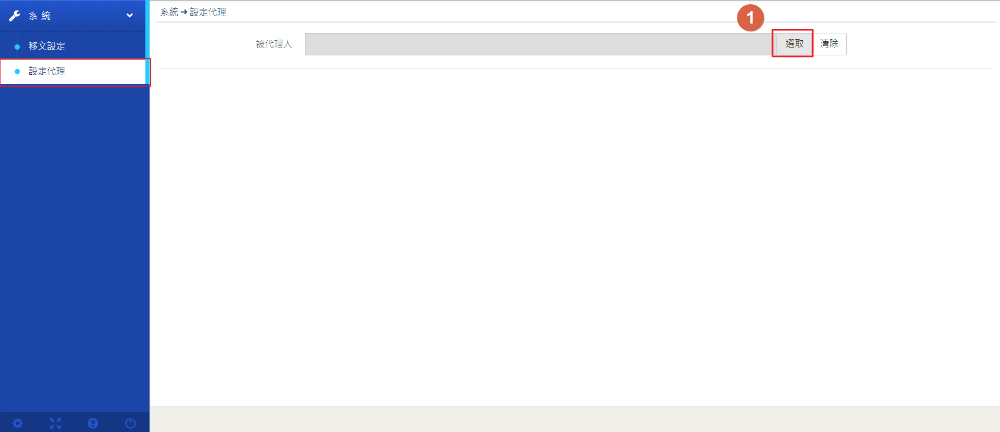 系 統
移文設定
設定代理
系統 → 設定代理
1
被代理人
選取
清除